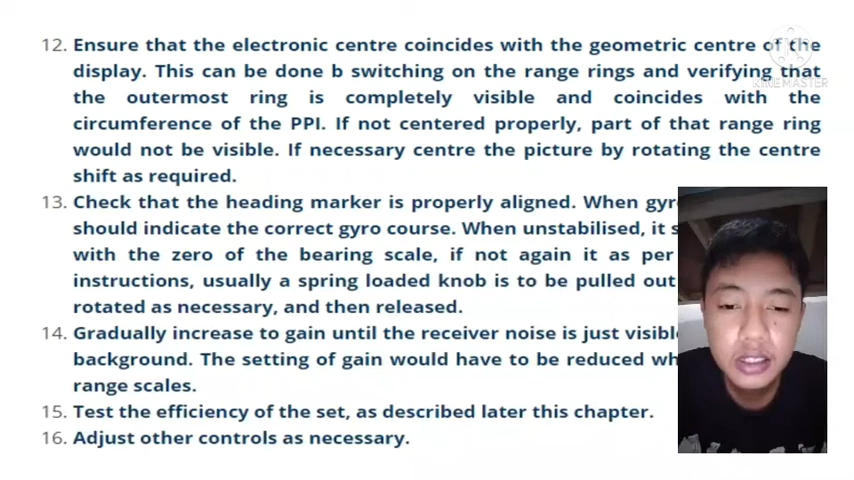 12. Ensure that the electronic centre coincides with the geometric centre of the
display. This can be done b switching on the range rings and verifying that
the outermost ring is completely visible and coincides with the
circumference of the PPI. If not centered properly, part of that range ring
would not be visible. If necessary centre the picture by rotating the centre
shift as required.
13. Check that the heading marker is properly aligned. When gyr
should indicate the correct gyro course. When unstabilised, it s
with the zero of the bearing scale, if not again it as per
instructions, usually a spring loaded knob is to be pulled out
rotated as necessary, and then released.
14. Gradually increase to gain until the receiver noise is just visibl
background. The setting of gain would have to be reduced wh
range scales.
15. Test the efficiency of the set, as described later this chapter.
16. Adjust other controls as necessary.
KINEMASTER